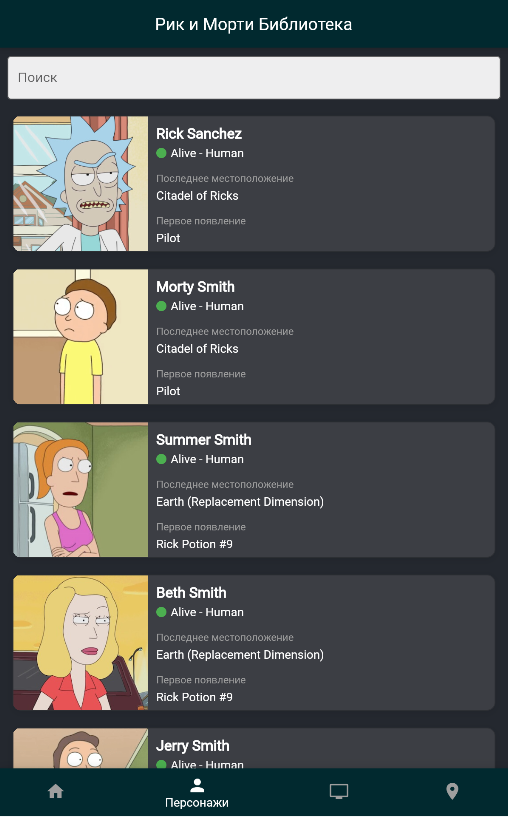 Рик и Морти Библиотека
Поиск
Rick Sanchez
Alive - Human
Последнее местоположение
Citadel of Ricks
Первое появление
Pilot
Morty Smith
Alive - Human
Последнее местоположение
Citadel of Ricks
Первое появление
Pilot
Summer Smith
Alive - Human
Последнее местоположение
Earth (Replacement Dimension)
Первое появление
Rick Potion #9
Beth Smith
Alive - Human
Последнее местоположение
Earth (Replacement Dimension)
Первое появление
Rick Potion #9
Jerry Smith
Alive - Human
Персонажи